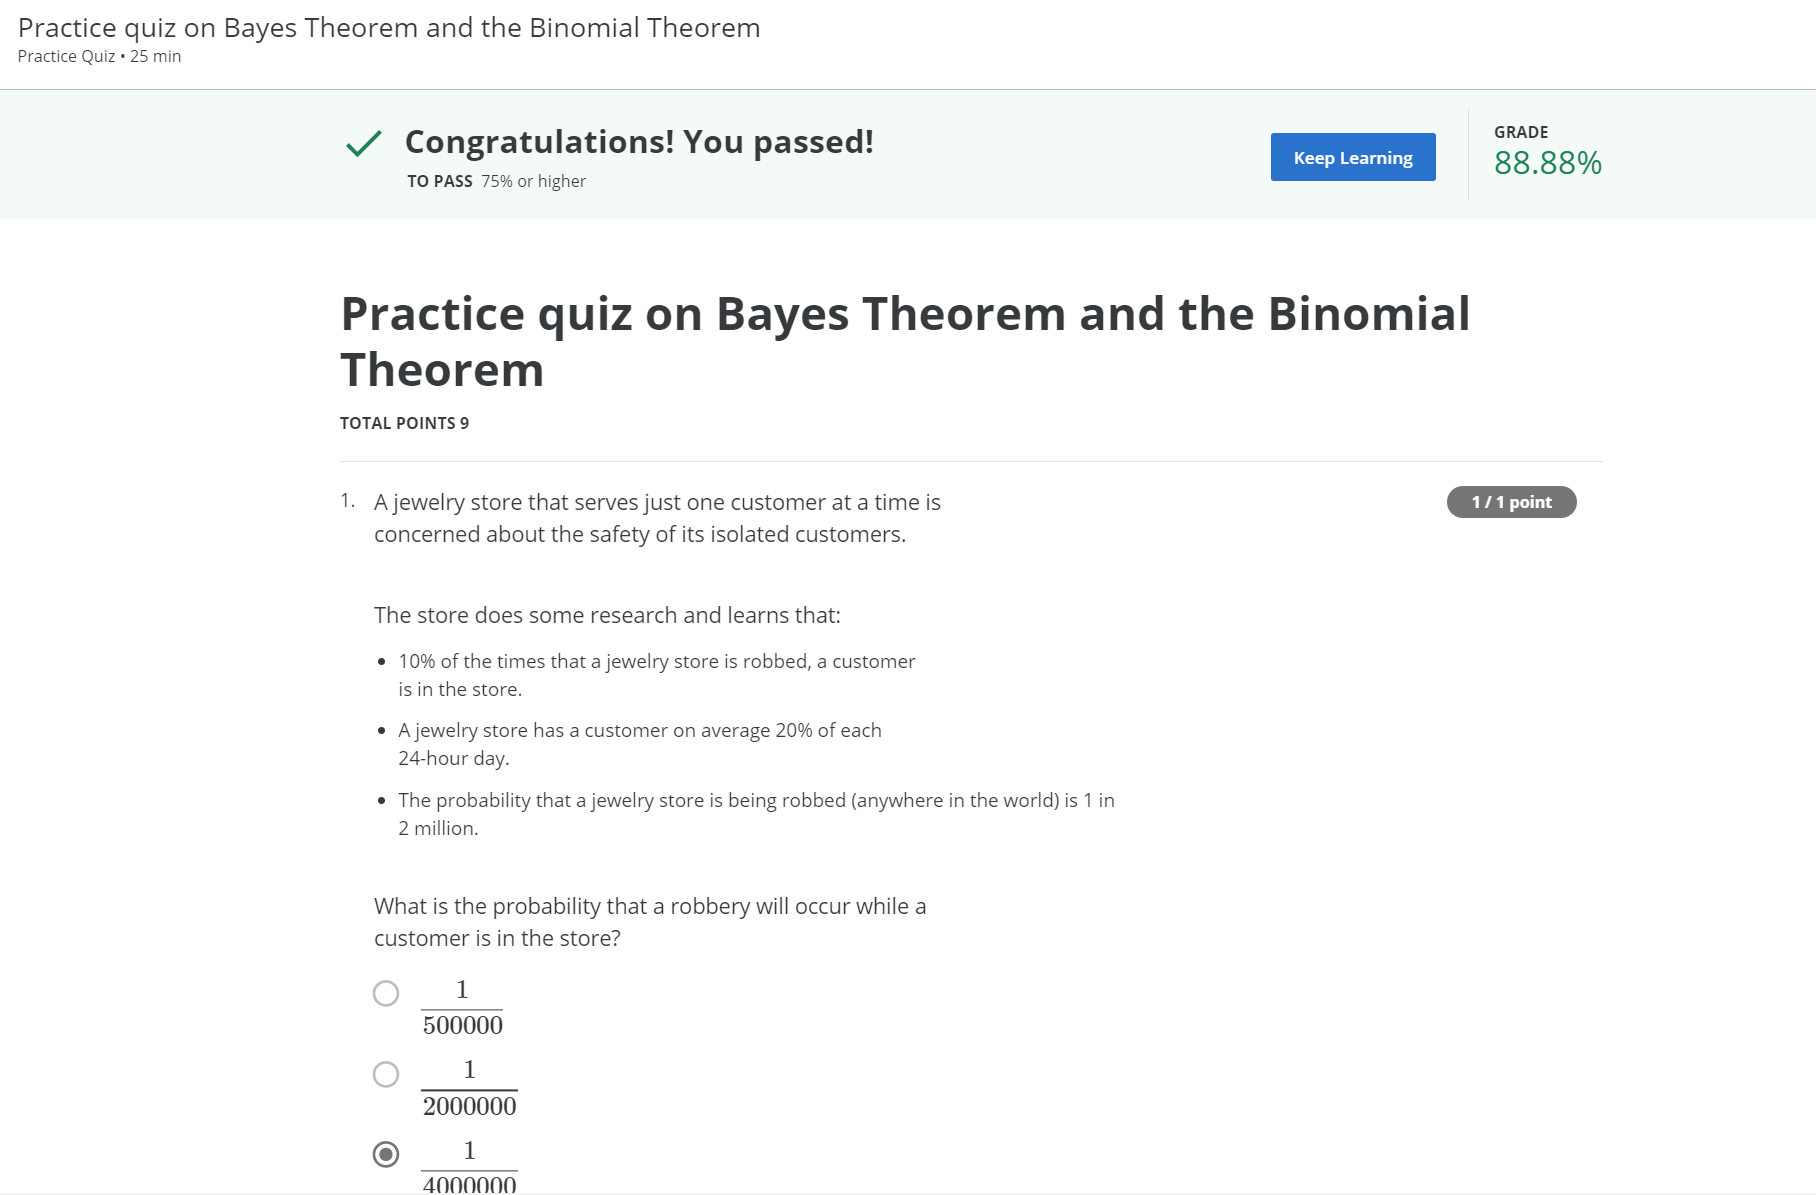 Practice quiz on Bayes Theorem and the Binomial Theorem
Practice Quiz • 25 min
Congratulations! You passed!
TO PASS 75% or higher
Keep Learning
GRADE
88.88%
Practice quiz on Bayes Theorem and the Binomial
Theorem
TOTAL POINTS 9
1. A jewelry store that serves just one customer at a time is
concerned about the safety of its isolated customers.
1 / 1 point
The store does some research and learns that:
• 10% of the times that a jewelry store is robbed, a customer
is in the store.
• A jewelry store has a customer on average 20% of each
24-hour day.
• The probability that a jewelry store is being robbed (anywhere in the world) is 1 in
2 million.
What is the probability that a robbery will occur while a
customer is in the store?
1
500000
1
2000000
1
4000000